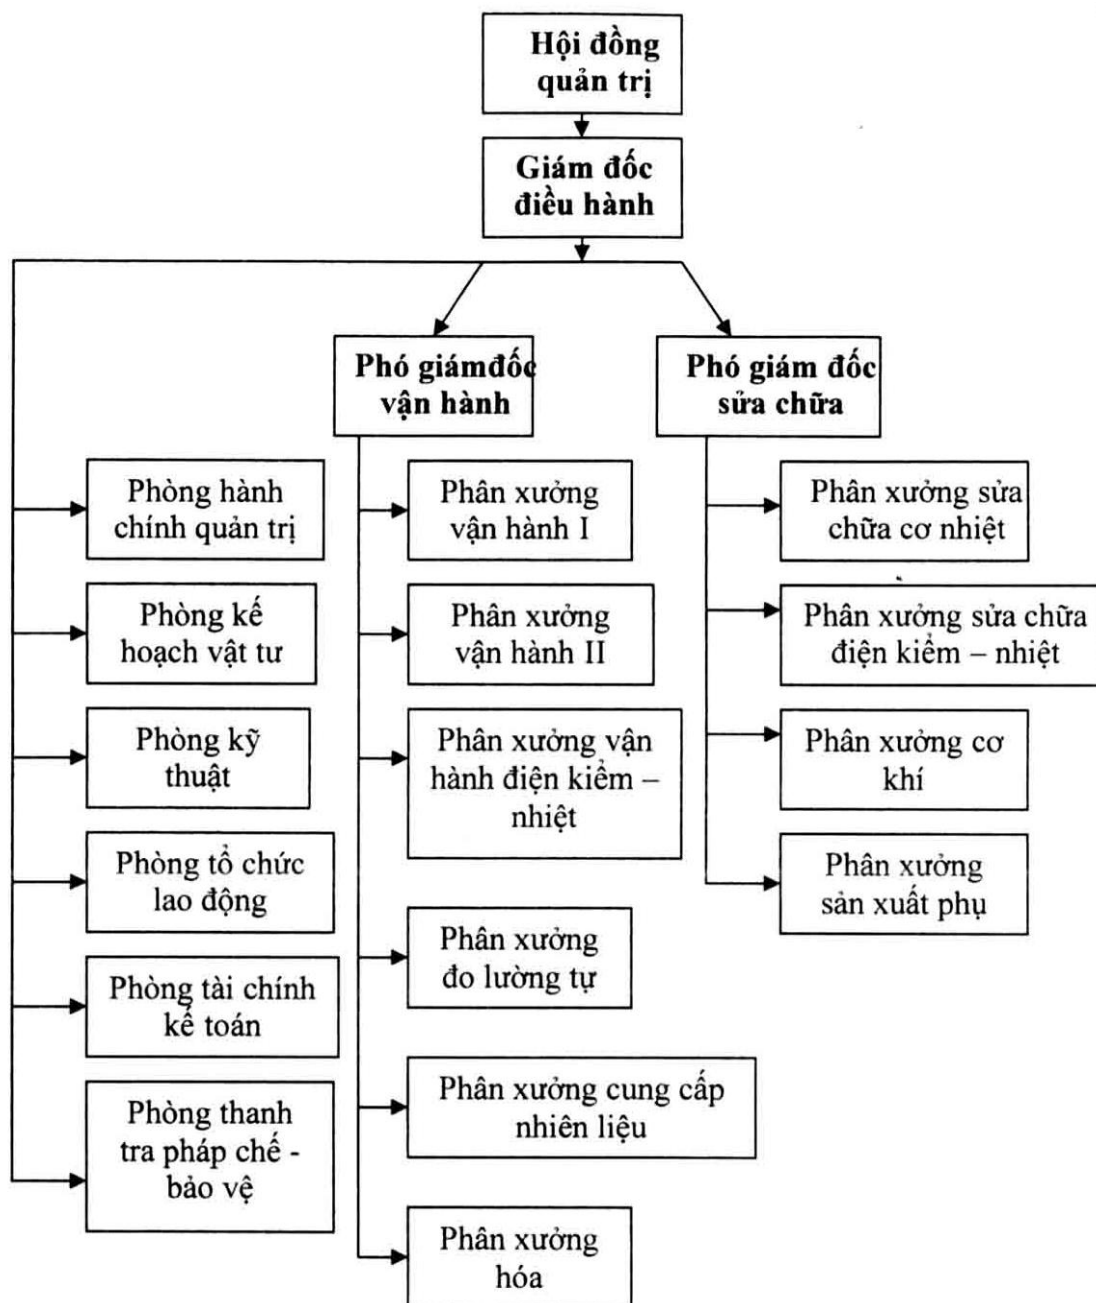 Hội đồng
quản trị
Giám đốc
điều hành
Phó giámđốc
vận hành
Phó giám đốc
sửa chữa
Phòng hành
chính quản trị
Phòng kế
hoạch vật tư
Phòng kỹ
thuật
Phòng tổ chức
lao động
Phòng tài chính
kế toán
Phòng thanh
tra pháp chế -
bảo vệ
Phân xưởng
vận hành I
Phân xưởng
vận hành II
Phân xưởng vận
hành điện kiểm –
nhiệt
Phân xưởng
đo lường tự
Phân xưởng cung cấp
nhiên liệu
Phân xưởng
hóa
Phân xưởng sửa
chữa cơ nhiệt
Phân xưởng sửa chữa
điện kiểm – nhiệt
Phân xưởng cơ
khí
Phân xưởng
sản xuất phụ